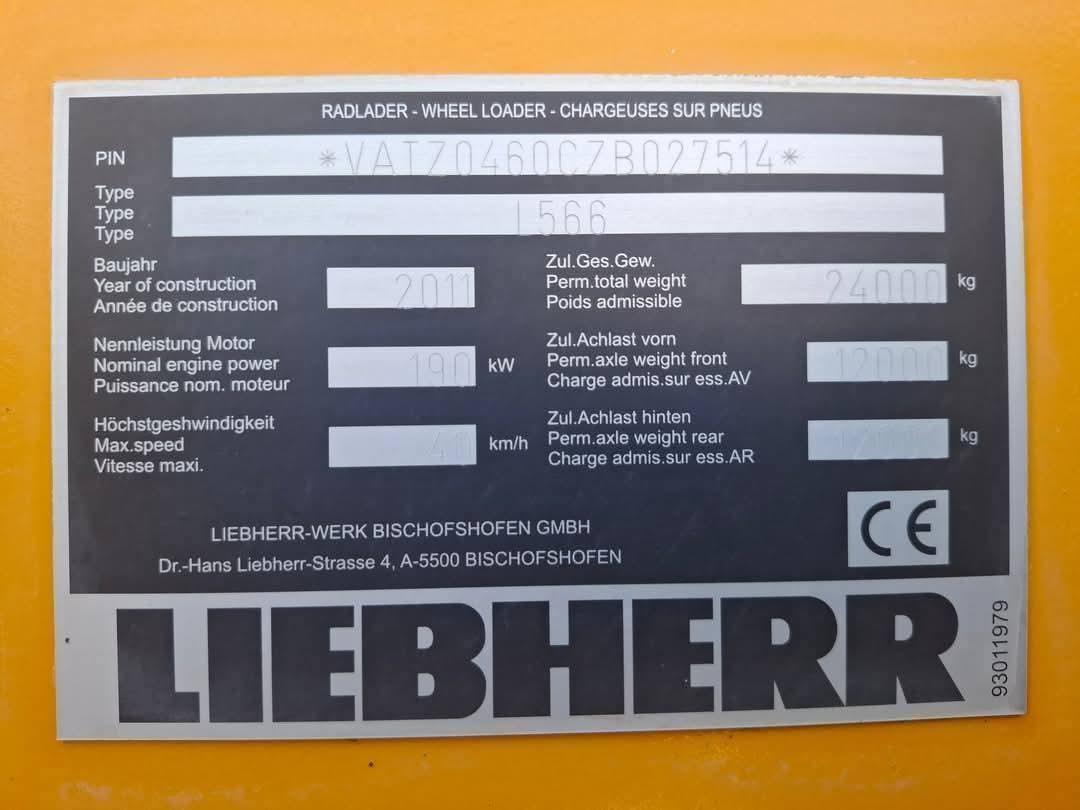 RADLADER - WHEEL LOADER - CHARGEUSES SUR PNEUS
PIN *VATZ0460CZB027514*
Type
Type L566
Type
Baujahr
Year of construction 2011
Année de construction
Zul.Ges.Gew.
Perm.total weight 24000 kg
Poids admissible
Nennleistung Motor
Nominal engine power 190 kW
Puissance nom. moteur
Zul.Achlast vorn
Perm.axle weight front 12000 kg
Charge admis.sur ess.AV
Höchstgeshwindigkeit
Max.speed 40 km/h
Vitesse maxi.
Zul.Achlast hinten
Perm.axle weight rear kg
Charge admis.sur ess.AR
CE
LIEBHERR-WERK BISCHOFSHOFEN GMBH
Dr.-Hans Liebherr-Strasse 4, A-5500 BISCHOFSHOFEN
LIEBHERR
93011979